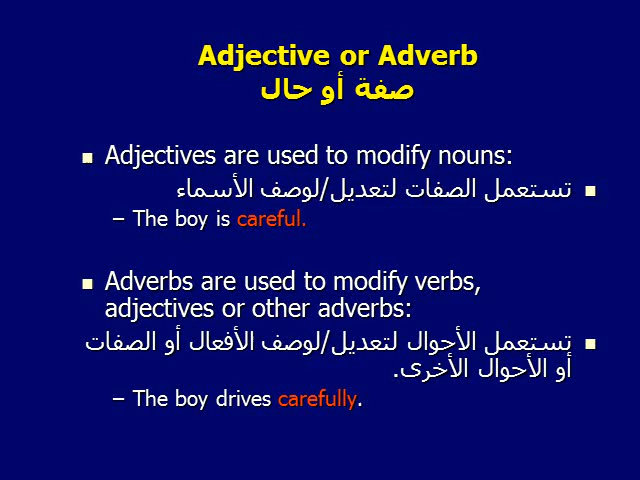 Adjective or Adverb
صفة أو حال
■ Adjectives are used to modify nouns:
■ تستعمل الصفات لتعديل/لوصف الأسماء
– The boy is careful.
■ Adverbs are used to modify verbs,
adjectives or other adverbs:
■ تستعمل الأحوال لتعديل/لوصف الأفعال أو الصفات
أو الأحوال الأخرى.
– The boy drives carefully.